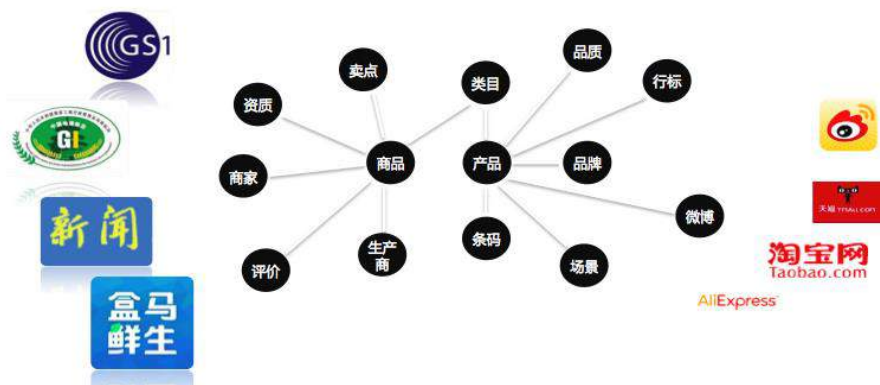 GS1
GI
新闻
盒马
鲜生
卖点
类目
品质
行标
资质
商品
产品
品牌
商家
微博
评价
生产
商
条码
场景
天猫 TMALL.COM
淘宝网
Taobao.com
AliExpress